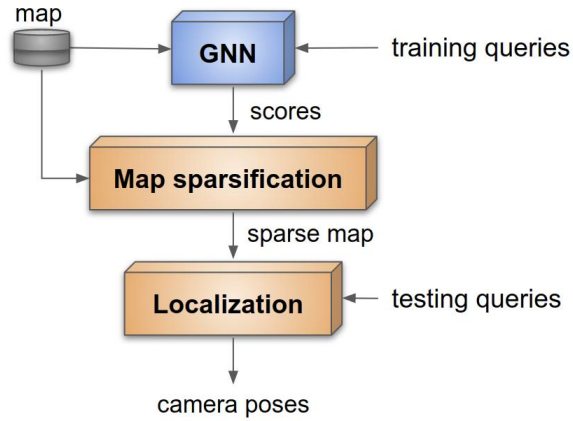 map
GNN
training queries
scores
Map sparsification
sparse map
Localization
testing queries
camera poses